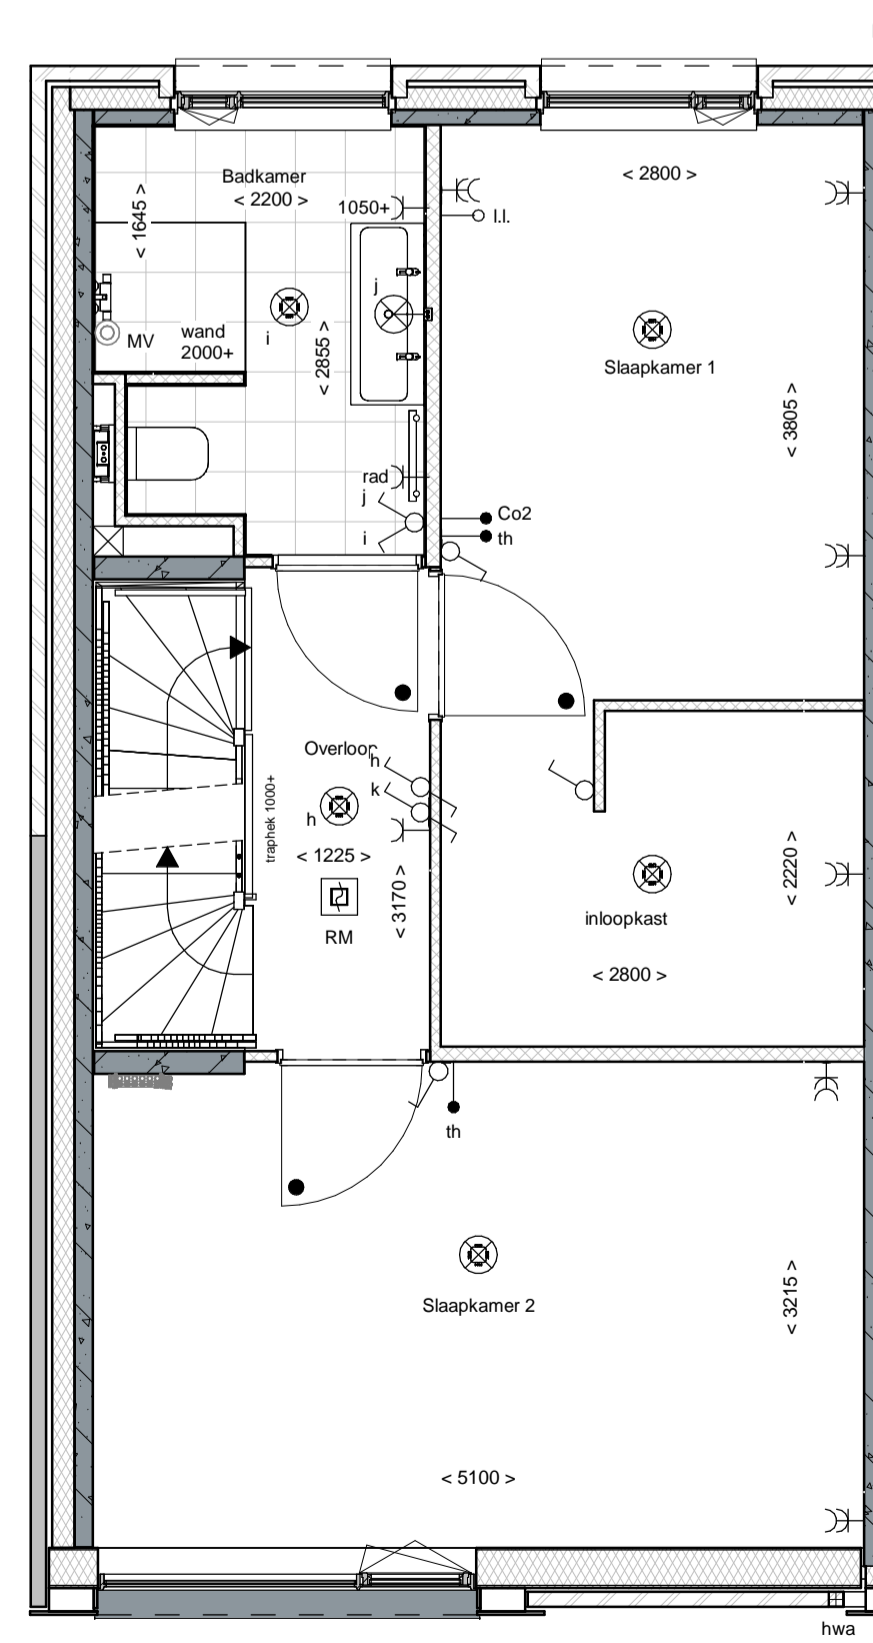 Badkamer
< 2200 >
< 2800 >
< 1645 >
1050+
l.l.
j
MV
wand
2000+
i
< 2855 >
Slaapkamer 1
< 3805 >
rad
j
i
Co2
th
Overloop
h
k
h
traphek 1000+
< 1225 >
< 3170 >
RM
< 2220 >
inloopkast
< 2800 >
th
Slaapkamer 2
< 3215 >
< 5100 >
hwa